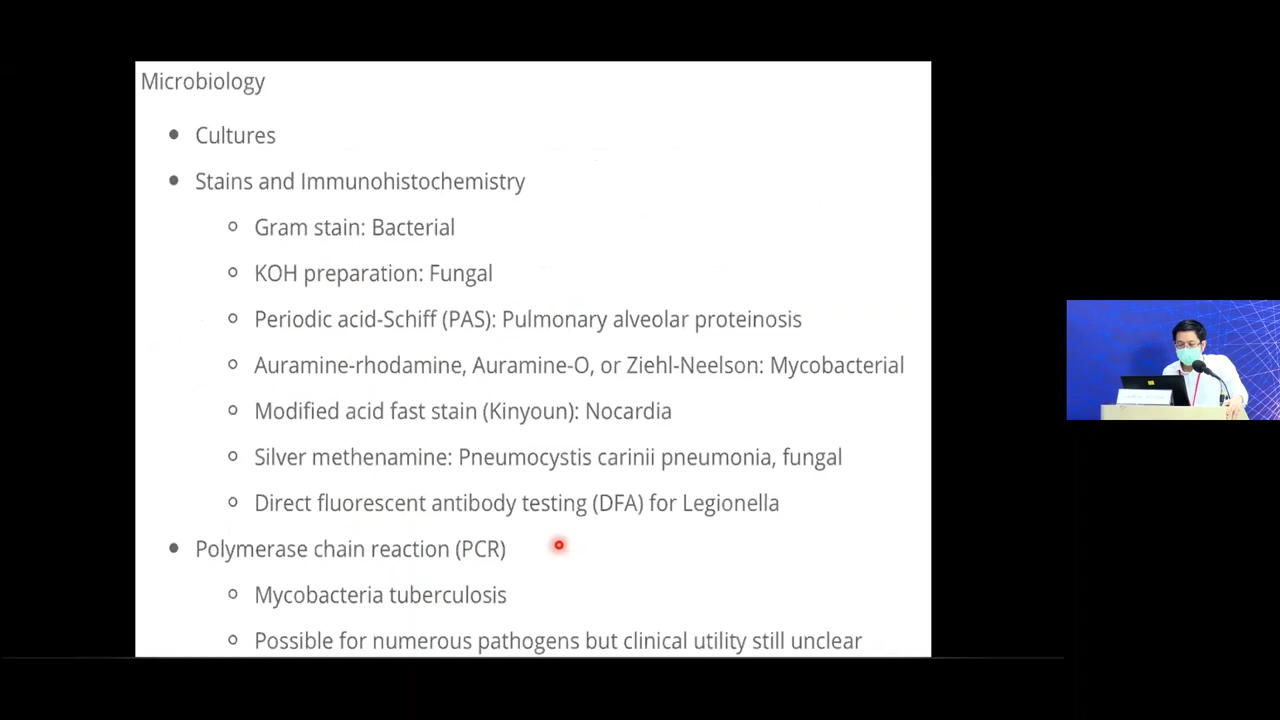 Microbiology
• Cultures
• Stains and Immunohistochemistry
○ Gram stain: Bacterial
○ KOH preparation: Fungal
○ Periodic acid-Schiff (PAS): Pulmonary alveolar proteinosis
○ Auramine-rhodamine, Auramine-O, or Ziehl-Neelson: Mycobacterial
○ Modified acid fast stain (Kinyoun): Nocardia
○ Silver methenamine: Pneumocystis carinii pneumonia, fungal
○ Direct fluorescent antibody testing (DFA) for Legionella
• Polymerase chain reaction (PCR)
○ Mycobacteria tuberculosis
○ Possible for numerous pathogens but clinical utility still unclear